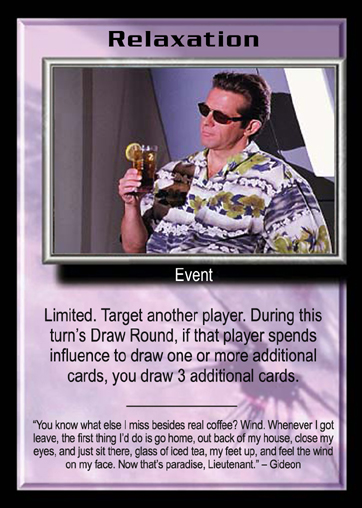 Relaxation
Event
Limited. Target another player. During this
turn's Draw Round, if that player spends
influence to draw one or more additional
cards, you draw 3 additional cards.
"You know what else I miss besides real coffee? Wind. Whenever I got
leave, the first thing I'd do is go home, out back of my house, close my
eyes, and just sit there, glass of iced tea, my feet up, and feel the wind
on my face. Now that's paradise, Lieutenant." – Gideon